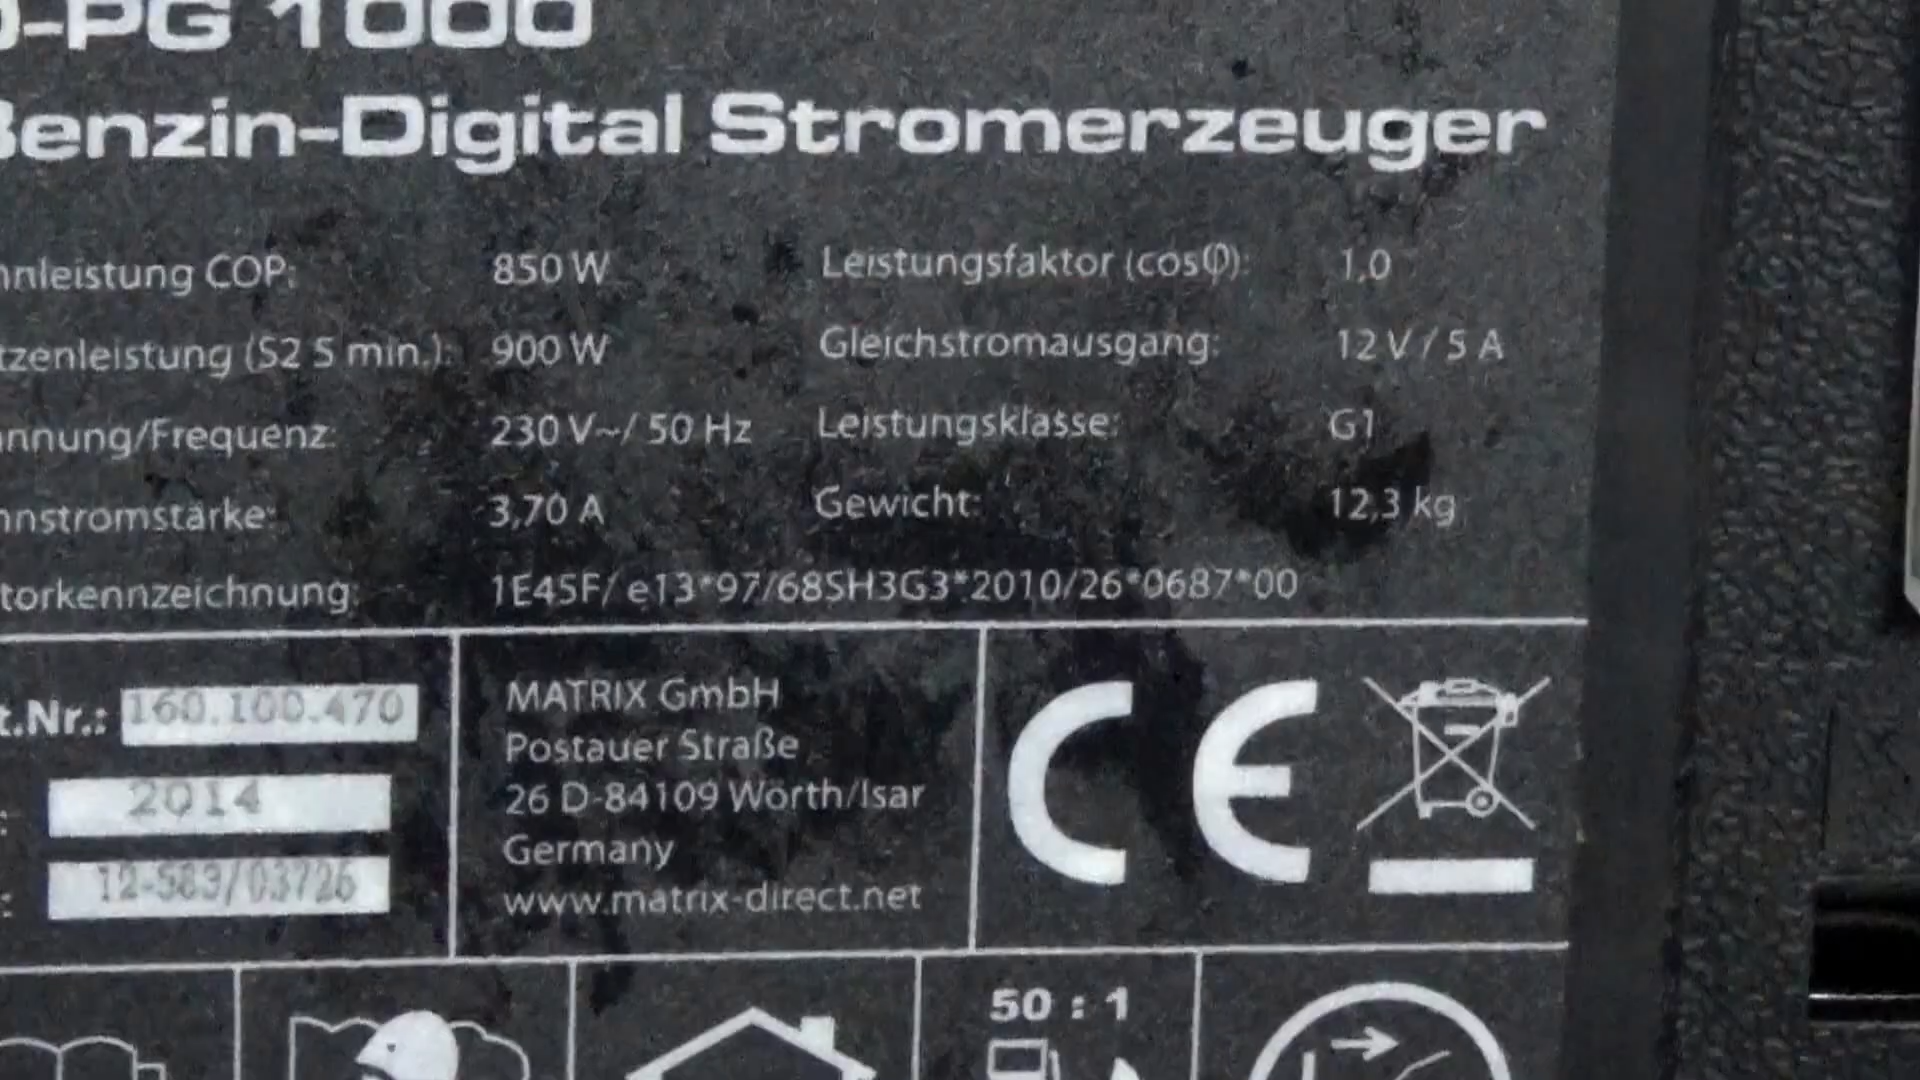 -PG 1000
Benzin-Digital Stromerzeuger
nnleistung COP: 850 W Leistungsfaktor (cosφ): 1,0
tzenleistung (S2 5 min.): 900 W Gleichstromausgang: 12 V / 5 A
annung/Frequenz: 230 V~/ 50 Hz Leistungsklasse: G1
nnstromstärke: 3,70 A Gewicht: 12,3 kg
torkennzeichnung: 1E45F/ e13*97/68SH3G3*2010/26*0687*00
t.Nr.: 160.100.470
2014
12-583/03726
MATRIX GmbH
Postauer Straße
26 D-84109 Wörth/Isar
Germany
www.matrix-direct.net
CE
50 : 1